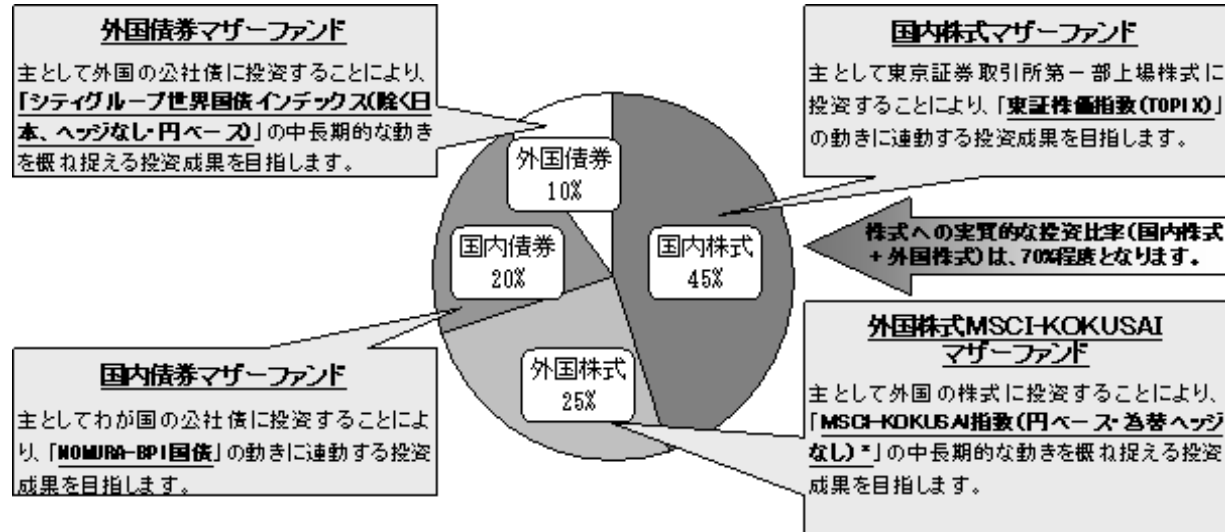 外国債券マザーファンド
主として外国の公社債に投資することにより、
「シティグループ世界国債インデックス(除く日
本、ヘッジなし・円ベース)」の中長期的な動き
を概ね捉える投資成果を目指します。
国内株式マザーファンド
主として東京証券取引所第一部上場株式に
投資することにより、「東証株価指数(TOPIX)」
の動きに連動する投資成果を目指します。
外国債券
10%
国内債券
20%
国内株式
45%
株式への実質的な投資比率(国内株式
+外国株式)は、70%程度となります。
外国株式
25%
国内債券マザーファンド
主としてわが国の公社債に投資することによ
り、「NOMURA-BPI国債」の動きに連動する投資
成果を目指します。
外国株式MSCI-KOKUSAI
マザーファンド
主として外国の株式に投資することにより、
「MSCI-KOKUSAI指数(円ベース・為替ヘッジ
なし)*」の中長期的な動きを概ね捉える投資
成果を目指します。